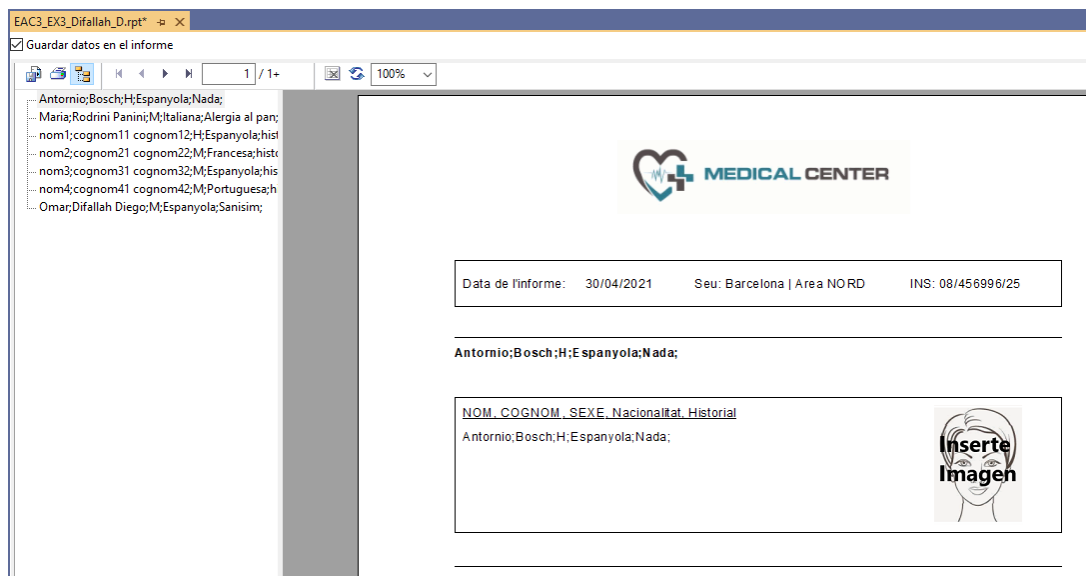 EAC3_EX3_Difallah_D.rpt*
Guardar datos en el informe
1 / 1+
100%
Antornio;Bosch;H;Espanyola;Nada;
Maria;Rodrini Panini;M;Italiana;Alergia al pan;
nom1;cognom11 cognom12;H;Espanyola;hist
nom2;cognom21 cognom22;M;Francesa;histo
nom3;cognom31 cognom32;M;Espanyola;his
nom4;cognom41 cognom42;M;Portuguesa;h
Omar;Difallah Diego;M;Espanyola;Sanisim;
MEDICAL CENTER
Data de l'informe: 30/04/2021 Seu: Barcelona | Area NORD INS: 08/456996/25
Antornio;Bosch;H;Espanyola;Nada;
NOM, COGNOM, SEXE, Nacionalitat, Historial
Antornio;Bosch;H;Espanyola;Nada;
Inserte
Imagen